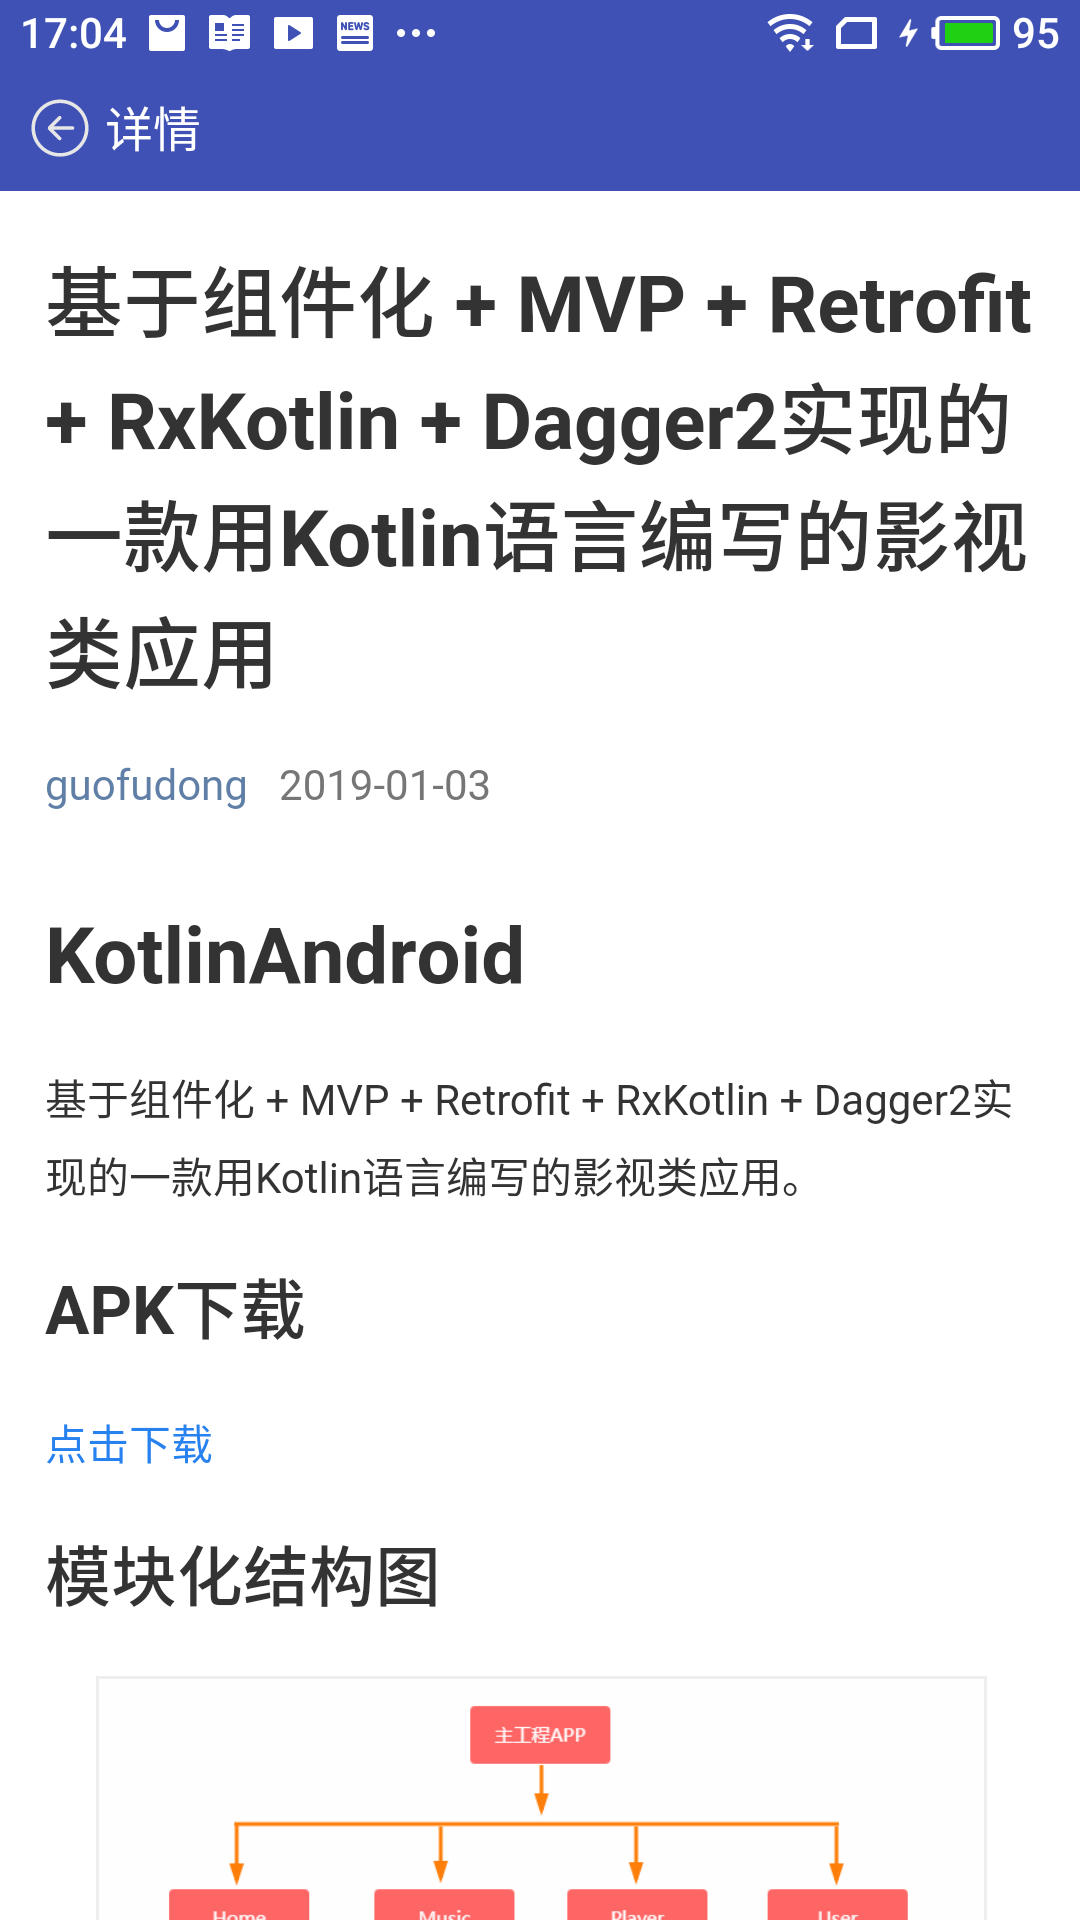 17:04
NEWS
95
详情
基于组件化 + MVP + Retrofit
+ RxKotlin + Dagger2实现的
一款用Kotlin语言编写的影视
类应用
guofudong 2019-01-03
KotlinAndroid
基于组件化 + MVP + Retrofit + RxKotlin + Dagger2实
现的一款用Kotlin语言编写的影视类应用。
APK下载
点击下载
模块化结构图
主工程APP
Home Music Player User